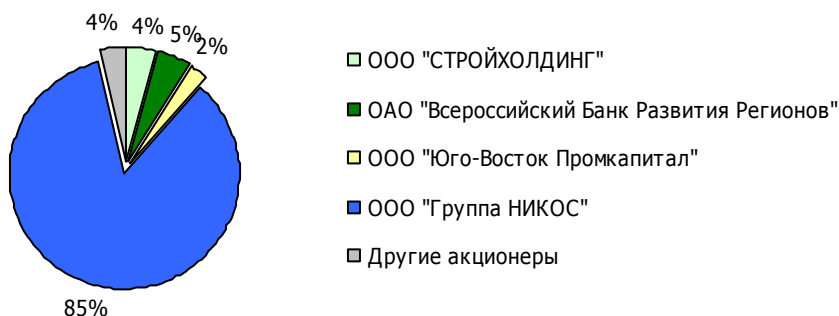 4%
4%
5%
2%
ООО "СТРОЙХОЛДИНГ"
ОАО "Всероссийский Банк Развития Регионов"
ООО "Юго-Восток Промкапитал"
ООО "Группа НИКОС"
Другие акционеры
85%